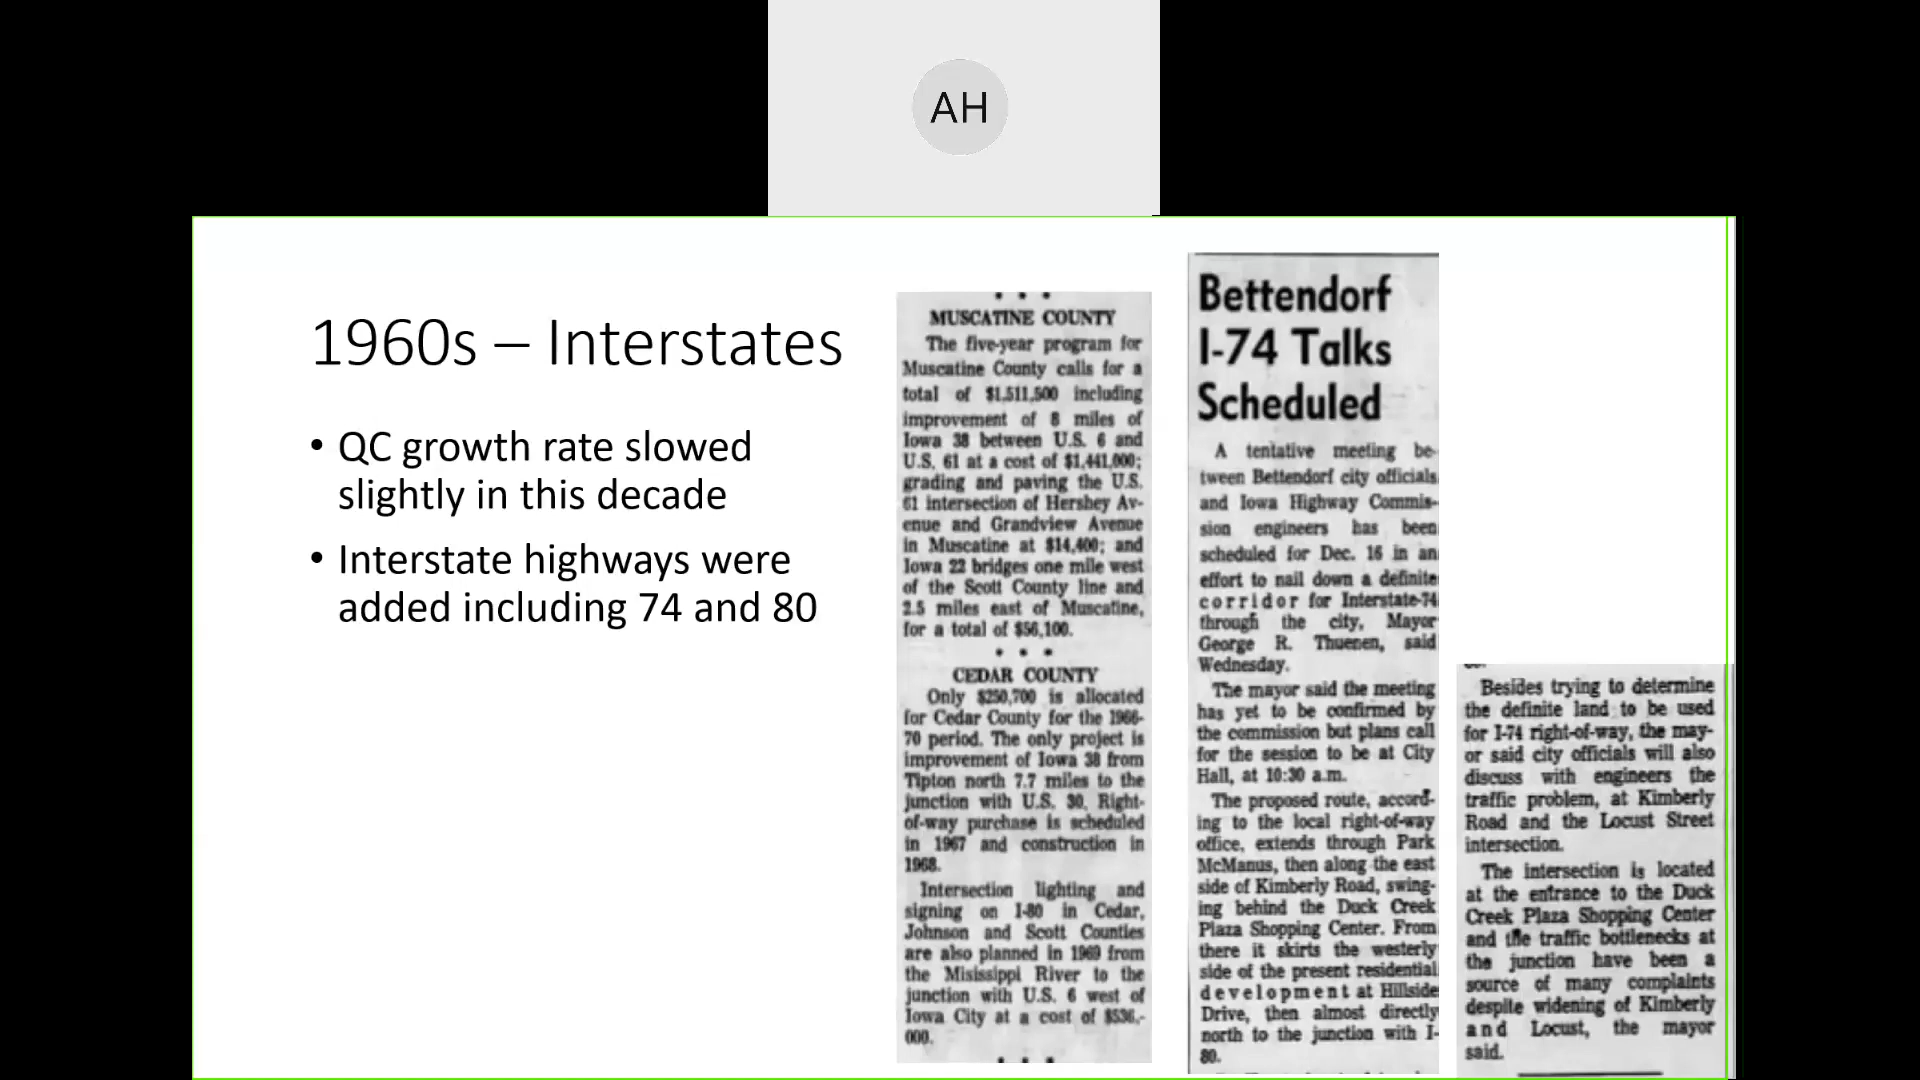 AH
1960s – Interstates
• QC growth rate slowed
slightly in this decade
• Interstate highways were
added including 74 and 80
MUSCATINE COUNTY
The five-year program for
Muscatine County calls for a
total of $1,511,500 including
improvement of 8 miles of
Iowa 38 between U.S. 6 and
U.S. 61 at a cost of $1,441,000;
grading and paving the U.S.
61 intersection of Hershey Av-
enue and Grandview Avenue
in Muscatine at $14,400; and
Iowa 22 bridges one mile west
of the Scott County line and
2.5 miles east of Muscatine,
for a total of $56,100.
CEDAR COUNTY
Only $250,700 is allocated
for Cedar County for the 1966-
70 period. The only project is
improvement of Iowa 38 from
Tipton north 7.7 miles to the
junction with U.S. 30. Right-
of-way purchase is scheduled
in 1967 and construction in
1968.
Intersection lighting and
signing on I-80 in Cedar,
Johnson and Scott Counties
are also planned in 1969 from
the Misissippi River to the
junction with U.S. 6 west of
Iowa City at a cost of $536,-
000.
Bettendorf
I-74 Talks
Scheduled
A tentative meeting be-
tween Bettendorf city officials
and Iowa Highway Commis-
sion engineers has been
scheduled for Dec. 16 in an
effort to nail down a definite
corridor for Interstate-74
through the city, Mayor
George R. Thuenen, said
Wednesday.
The mayor said the meeting
has yet to be confirmed by
the commission but plans call
for the session to be at City
Hall, at 10:30 a.m.
The proposed route, accord-
ing to the local right-of-way
office, extends through Park
McManus, then along the east
side of Kimberly Road, swing-
ing behind the Duck Creek
Plaza Shopping Center. From
there it skirts the westerly
side of the present residential
development at Hillside
Drive, then almost directly
north to the junction with I-
80.
Besides trying to determine
the definite land to be used
for I-74 right-of-way, the may-
or said city officials will also
discuss with engineers the
traffic problem, at Kimberly
Road and the Locust Street
intersection.
The intersection is located
at the entrance to the Duck
Creek Plaza Shopping Center
and the traffic bottlenecks at
the junction have been a
source of many complaints
despite widening of Kimberly
and Locust, the mayor
said.